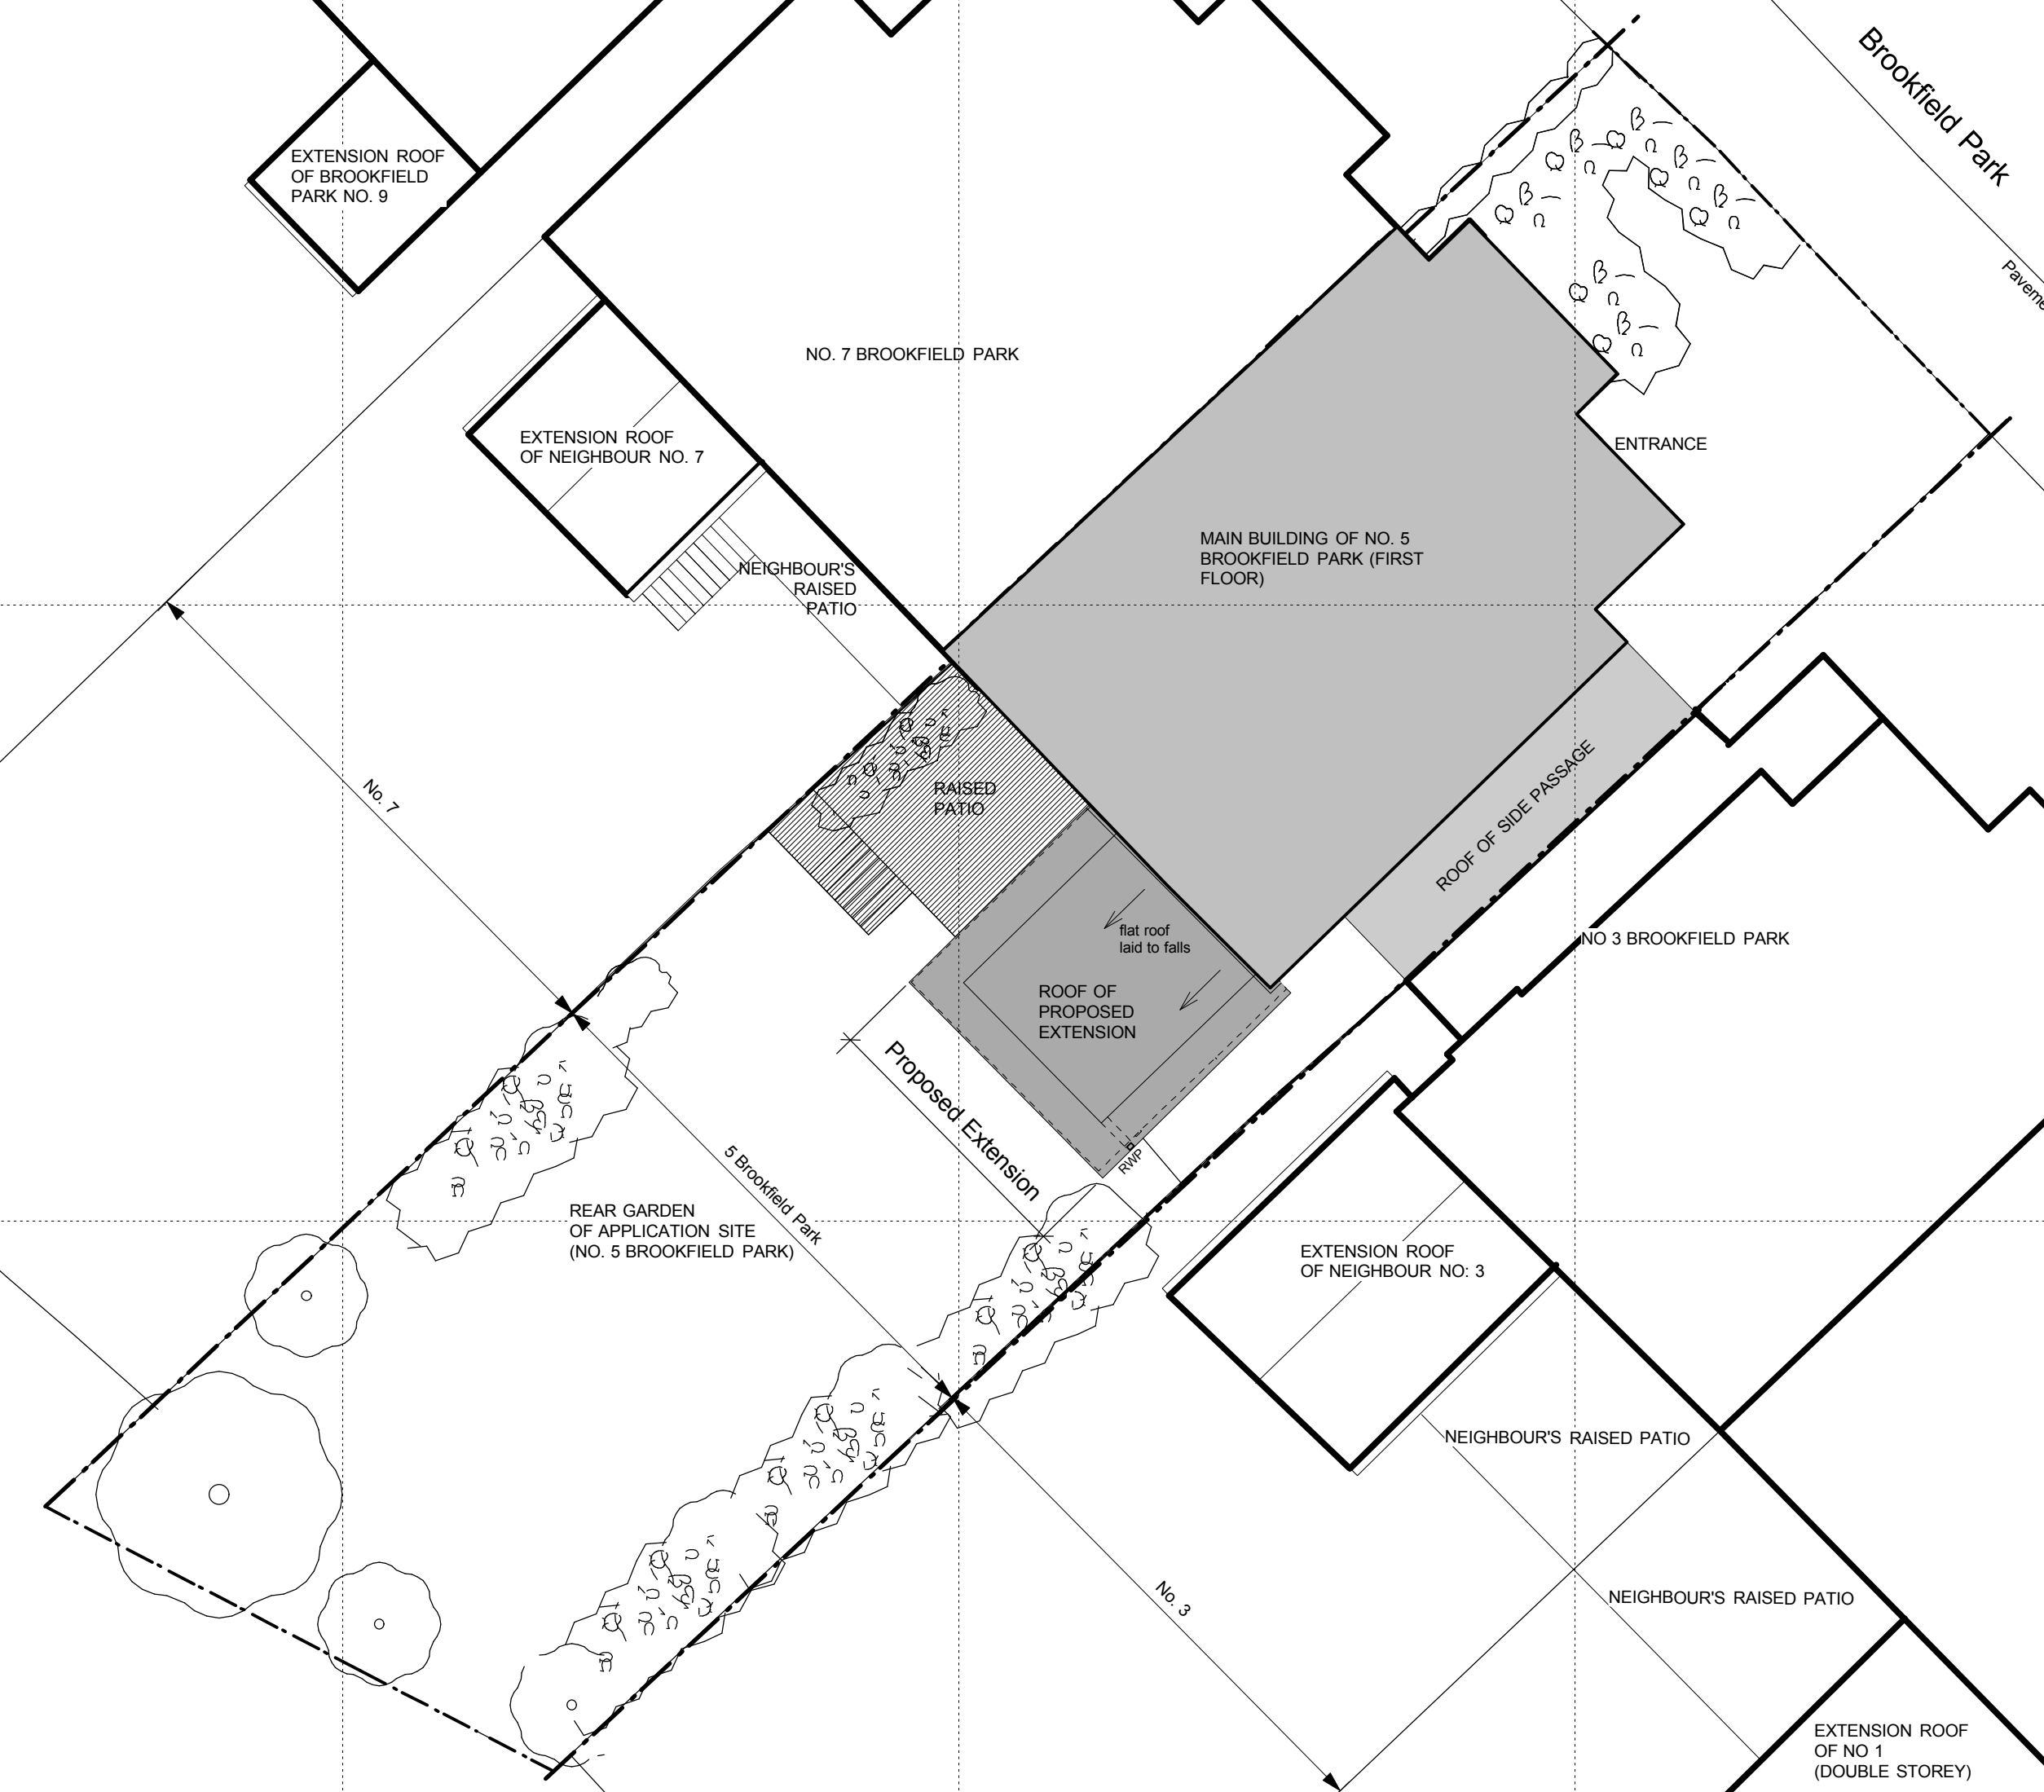 Brookfield Park
EXTENSION ROOF
OF BROOKFIELD
PARK NO. 9
NO. 7 BROOKFIELD PARK
EXTENSION ROOF
OF NEIGHBOUR NO. 7
ENTRANCE
MAIN BUILDING OF NO. 5
BROOKFIELD PARK (FIRST
FLOOR)
NEIGHBOUR'S
RAISED
PATIO
No. 7
RAISED
PATIO
ROOF OF SIDE PASSAGE
flat roof
laid to falls
NO 3 BROOKFIELD PARK
ROOF OF
PROPOSED
EXTENSION
Proposed Extension
RWP
5 Brookfield Park
REAR GARDEN
OF APPLICATION SITE
(NO. 5 BROOKFIELD PARK)
EXTENSION ROOF
OF NEIGHBOUR NO: 3
NEIGHBOUR'S RAISED PATIO
No. 3
NEIGHBOUR'S RAISED PATIO
EXTENSION ROOF
OF NO 1
(DOUBLE STOREY)